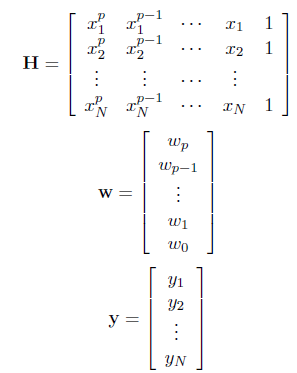 H = [ x_1^p x_1^{p-1} ⋯ x_1 1
x_2^p x_2^{p-1} ⋯ x_2 1
⋮ ⋮ ⋯ ⋮
x_N^p x_N^{p-1} ⋯ x_N 1 ]
w = [ w_p
w_{p-1}
⋮
w_1
w_0 ]
y = [ y_1
y_2
⋮
y_N ]